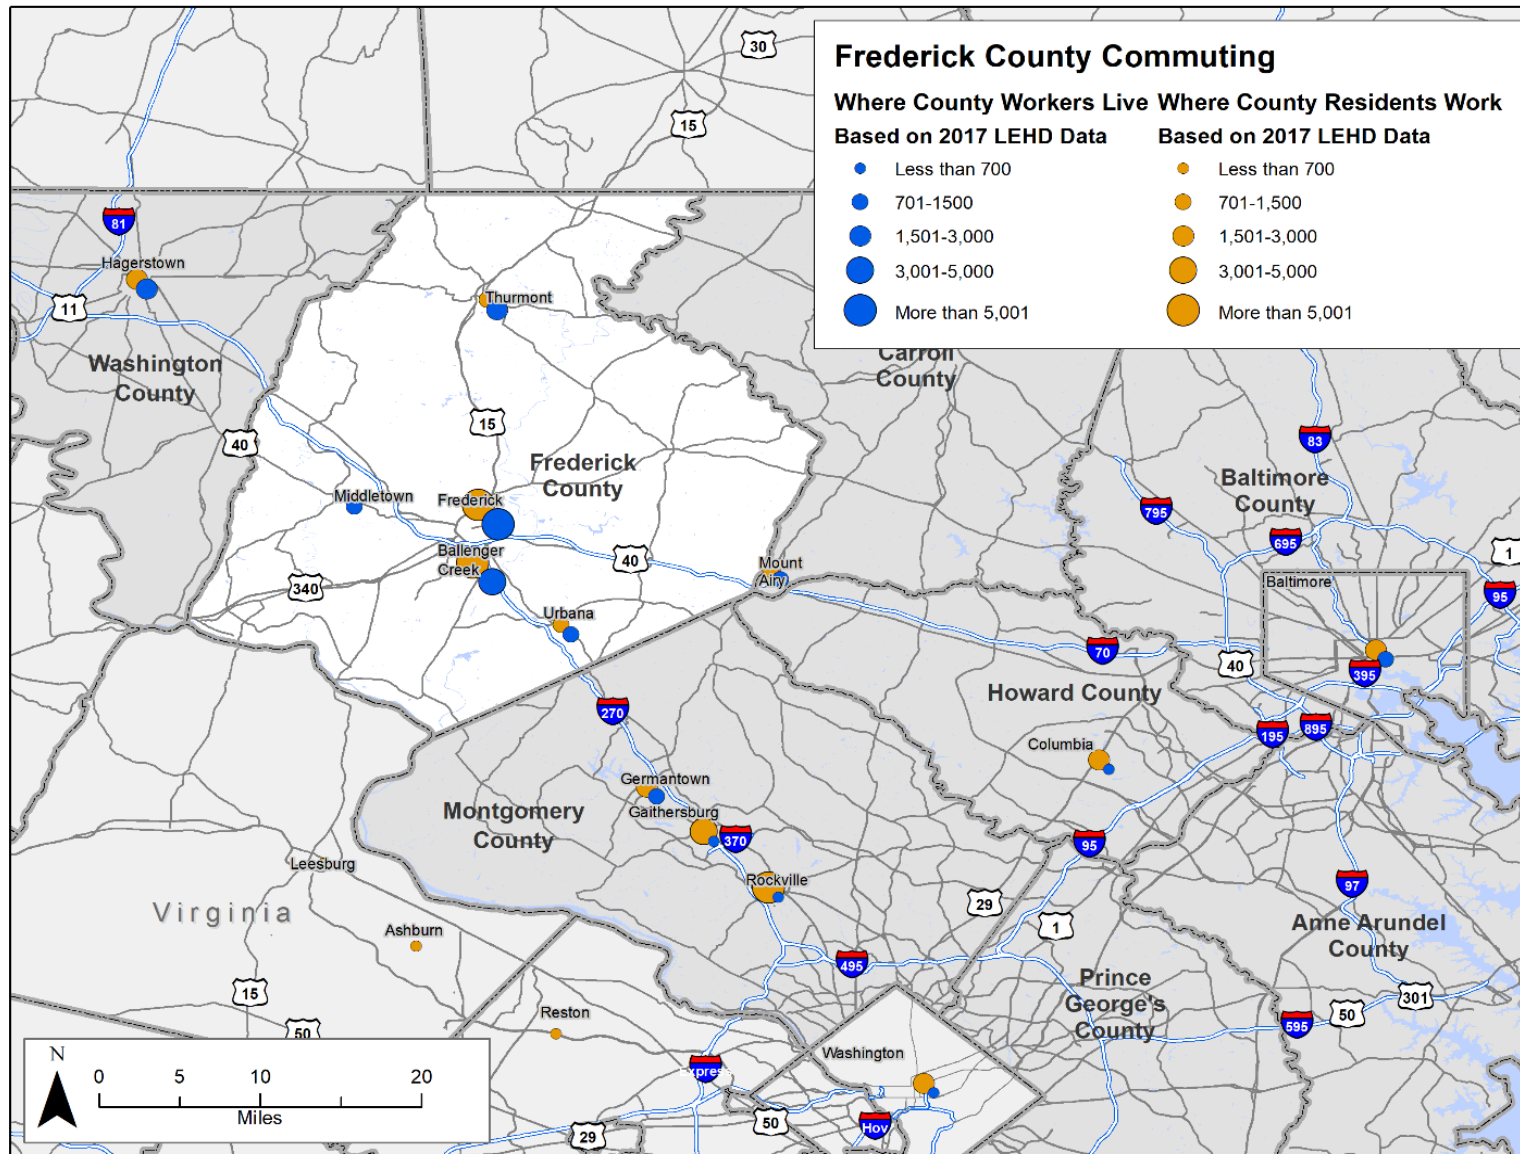 Frederick County Commuting
Where County Workers Live Where County Residents Work
Based on 2017 LEHD Data Based on 2017 LEHD Data
Less than 700 Less than 700
701-1500 701-1,500
1,501-3,000 1,501-3,000
3,001-5,000 3,001-5,000
More than 5,001 More than 5,001
30
15
81
Hagerstown
11
Thurmont
Washington
County
Carroll
County
40
15
83
Frederick
County
Baltimore
County
Middletown
Frederick
795
695
1
Ballenger
Creek
40
Mount
Airy
340
Baltimore
95
Urbana
70
40
395
Howard County
270
195
895
Columbia
Germantown
Montgomery
County
Gaithersburg
370
95
Leesburg
Rockville
97
Virginia
29
1
Anne Arundel
County
Ashburn
495
Prince
George's
County
15
301
50
595
Reston
50
Washington
Express
N
0 5 10 20
Miles
29
50
Hov